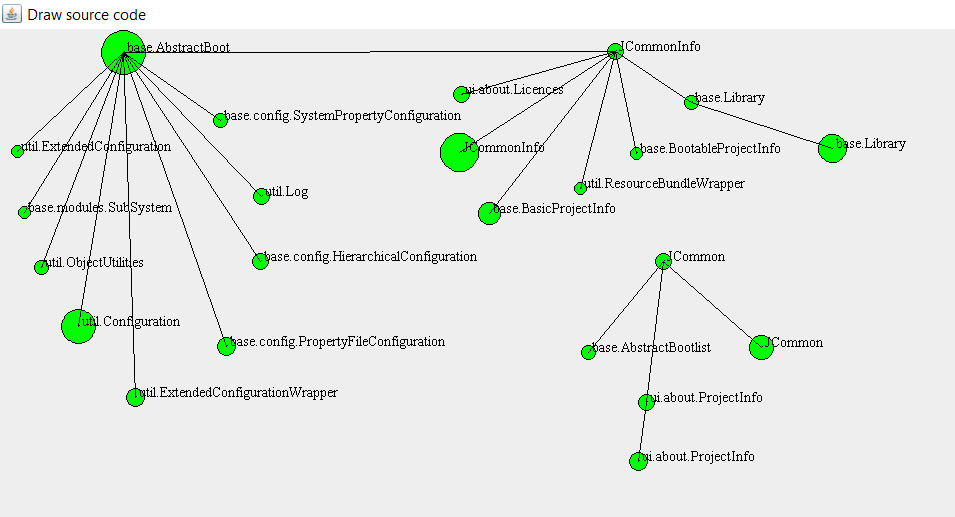 Draw source code
base.AbstractBoot
JCommonInfo
ui.about.Licences
base.Library
base.config.SystemPropertyConfiguration
util.ExtendedConfiguration
JCommonInfo
base.BootableProjectInfo
base.Library
util.Log
util.ResourceBundleWrapper
base.modules.SubSystem
base.BasicProjectInfo
util.ObjectUtilities
base.config.HierarchicalConfiguration
JCommon
util.Configuration
base.config.PropertyFileConfiguration
base.AbstractBootlist
JCommon
util.ExtendedConfigurationWrapper
ui.about.ProjectInfo
ui.about.ProjectInfo